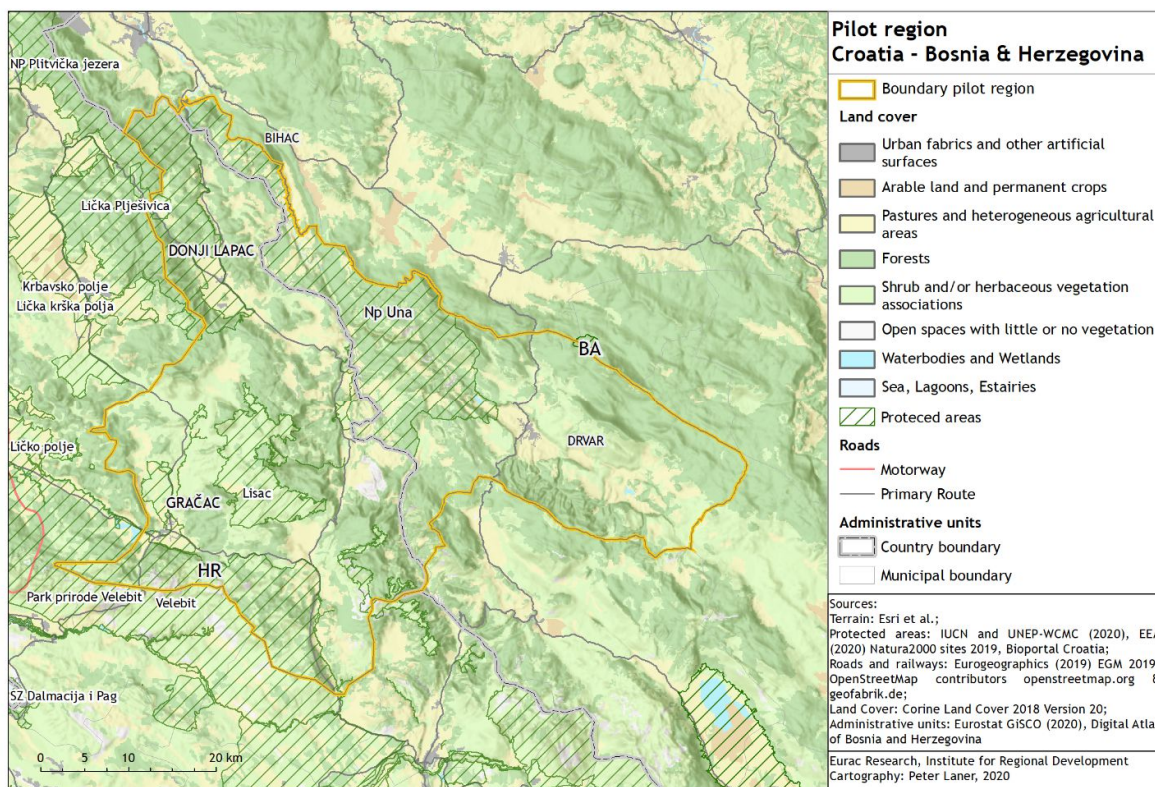 Pilot region
Croatia - Bosnia & Herzegovina
Boundary pilot region
Land cover
Urban fabrics and other artificial
surfaces
Arable land and permanent crops
Pastures and heterogeneous agricultural
areas
Forests
Shrub and/or herbaceous vegetation
associations
Open spaces with little or no vegetation
Waterbodies and Wetlands
Sea, Lagoons, Estairies
Proteced areas
Roads
Motorway
Primary Route
Administrative units
Country boundary
Municipal boundary
Sources:
Terrain: Esri et al.;
Protected areas: IUCN and UNEP-WCMC (2020), EEA
(2020) Natura2000 sites 2019, Bioportal Croatia;
Roads and railways: Eurogeographics (2019) EGM 2019
OpenStreetMap contributors openstreetmap.org &
geofabrik.de;
Land Cover: Corine Land Cover 2018 Version 20;
Administrative units: Eurostat GiSCO (2020), Digital Atla
of Bosnia and Herzegovina
Eurac Research, Institute for Regional Development
Cartography: Peter Laner, 2020
NP Plitvička jezera
BIHAC
Lička Plješivica
DONJI LAPAC
Krbavsko polje
Lička krška polja
Np Una
BA
Ličko polje
DRVAR
Lisac
GRAČAC
HR
Park prirode Velebit
Velebit
SZ Dalmacija i Pag
0 5 10 20 km